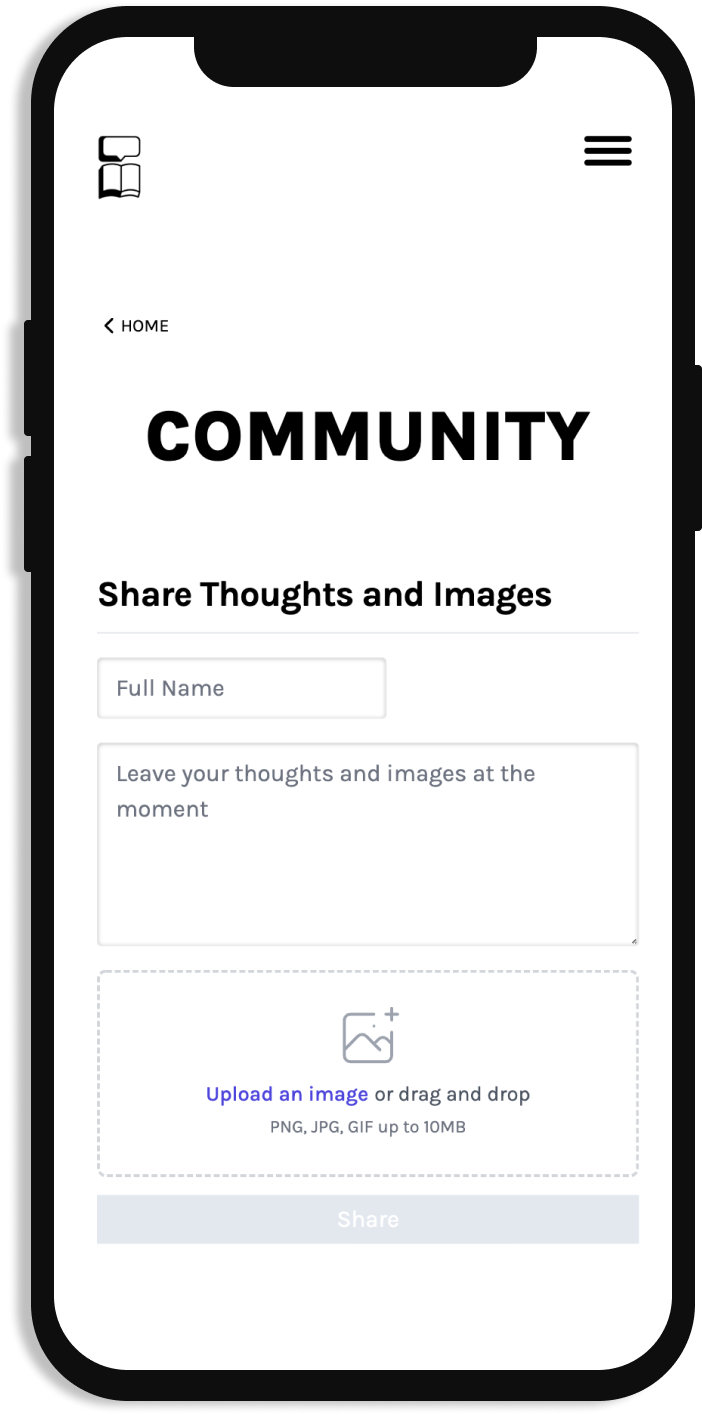 HOME
COMMUNITY
Share Thoughts and Images
Full Name
Leave your thoughts and images at the
moment
Upload an image or drag and drop
PNG, JPG, GIF up to 10MB
Share